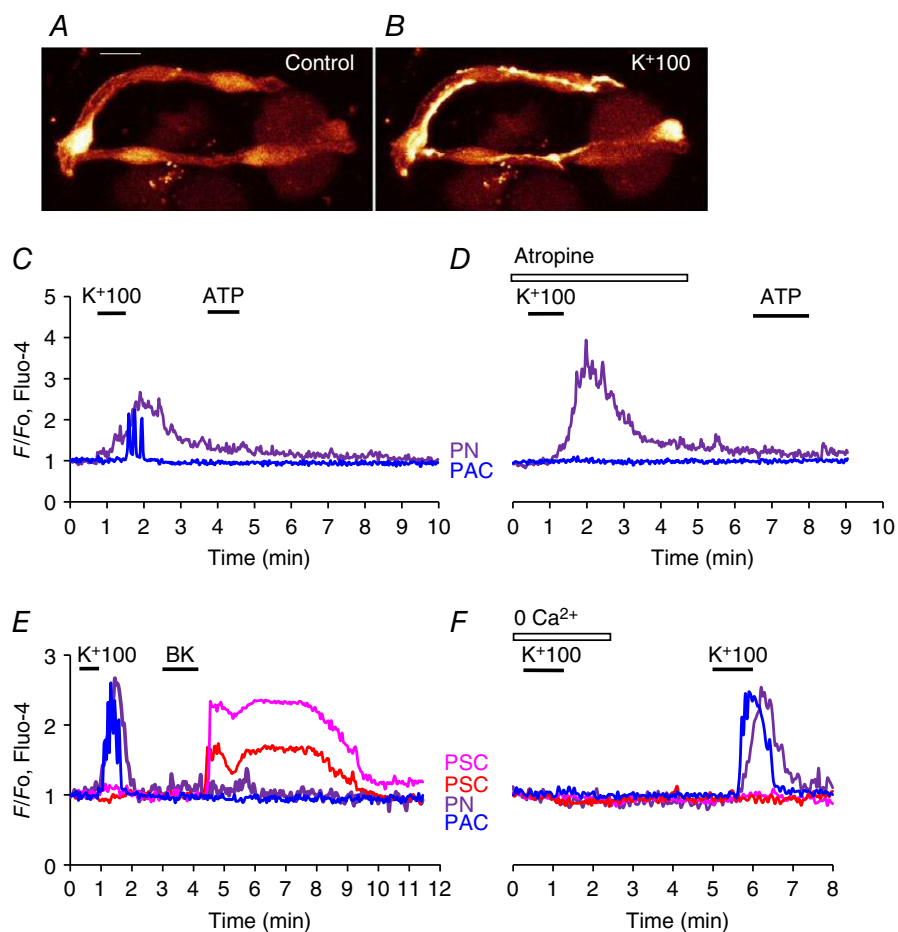 A
B
Control
K+100
C
D
Atropine
K+100
ATP
K+100
ATP
5
4
3
2
1
0
F/Fo, Fluo-4
PN
PAC
0 1 2 3 4 5 6 7 8 9 10
0 1 2 3 4 5 6 7 8 9 10
Time (min)
Time (min)
E
F
0 Ca2+
K+100
BK
K+100
K+100
3
2
1
0
F/Fo, Fluo-4
PSC
PSC
PN
PAC
0 1 2 3 4 5 6 7 8 9 10 11 12
0 1 2 3 4 5 6 7 8
Time (min)
Time (min)